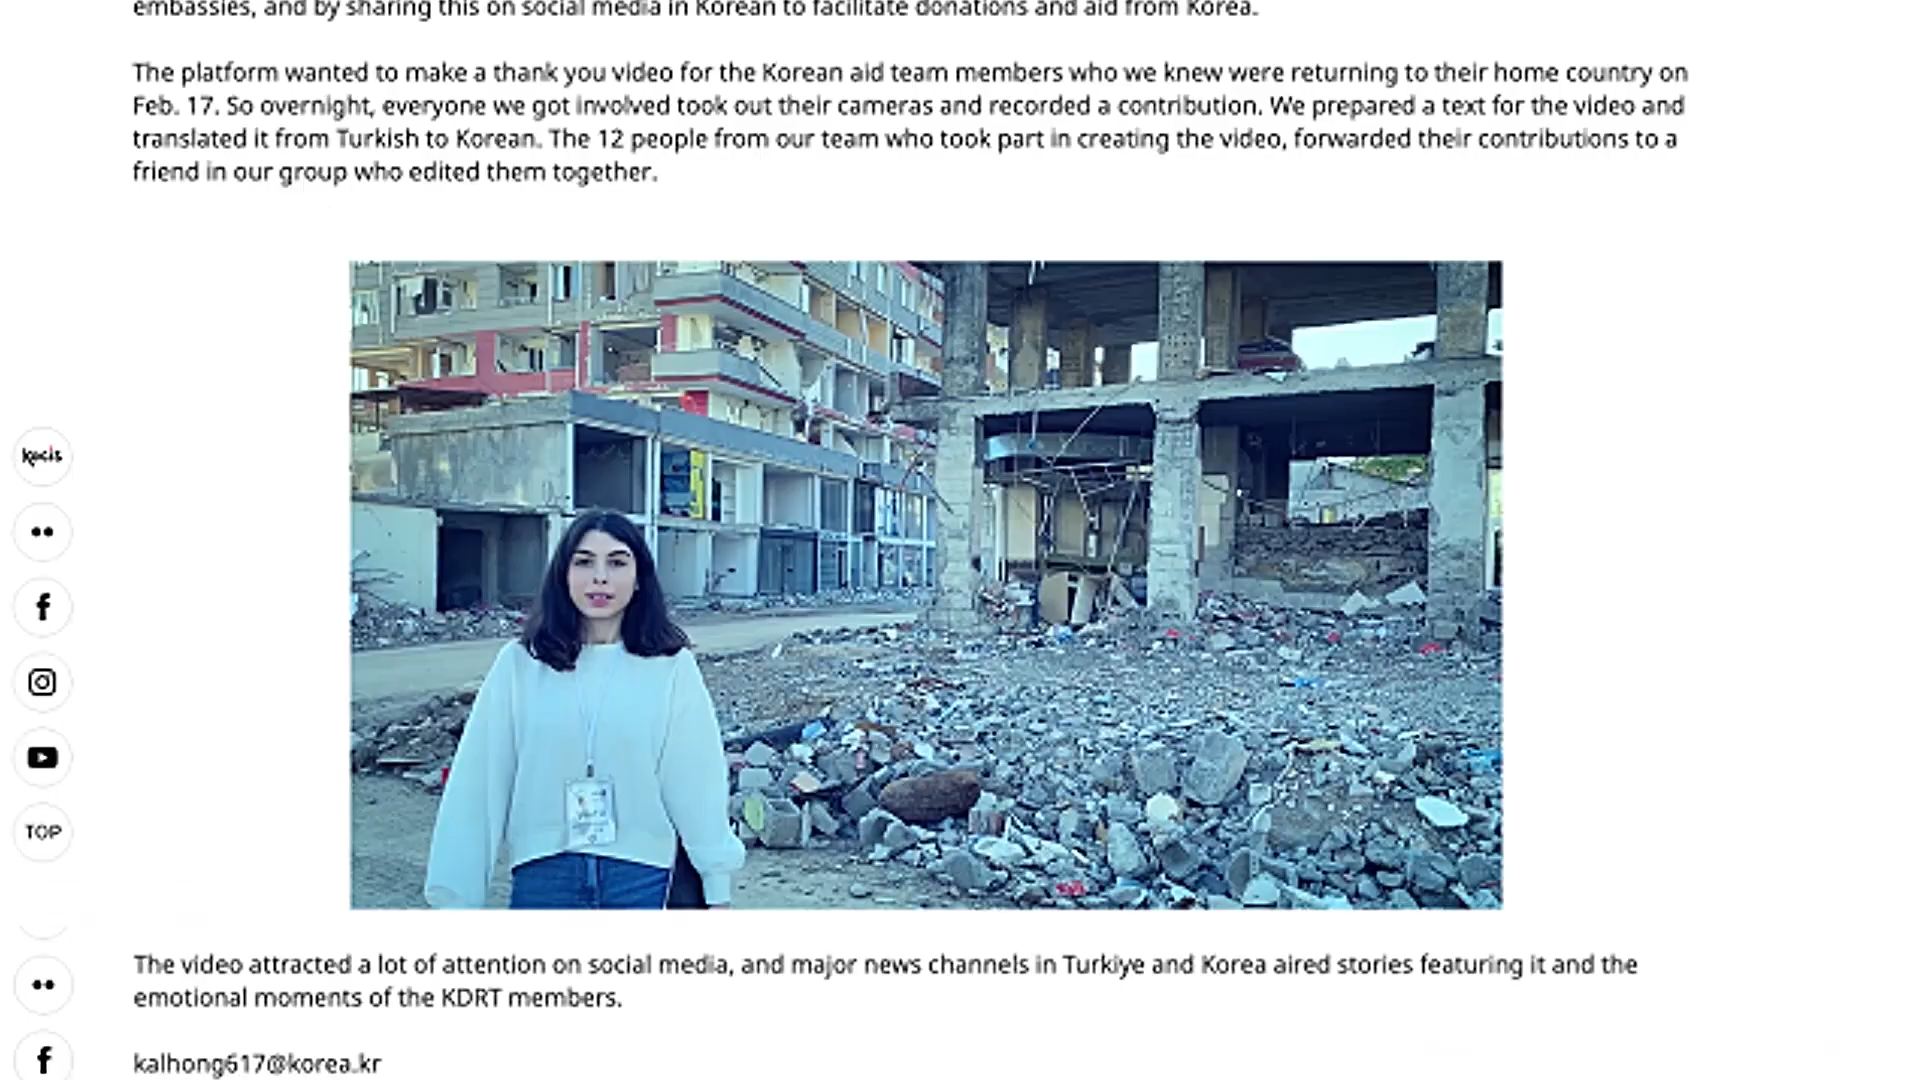 embassies, and by sharing this on social media in Korean to facilitate donations and aid from Korea.
The platform wanted to make a thank you video for the Korean aid team members who we knew were returning to their home country on
Feb. 17. So overnight, everyone we got involved took out their cameras and recorded a contribution. We prepared a text for the video and
translated it from Turkish to Korean. The 12 people from our team who took part in creating the video, forwarded their contributions to a
friend in our group who edited them together.
kocis
TOP
The video attracted a lot of attention on social media, and major news channels in Turkiye and Korea aired stories featuring it and the
emotional moments of the KDRT members.
kalhong617@korea.kr